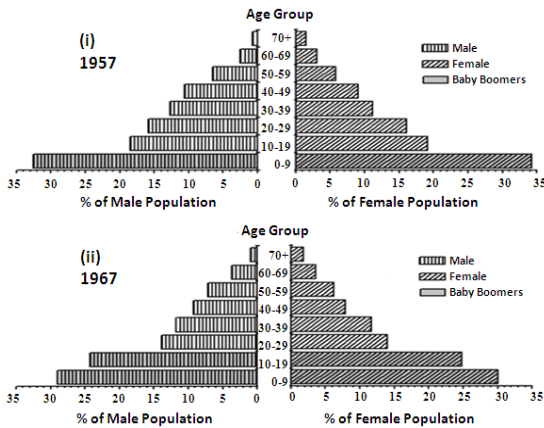 Age Group
(i)
1957
70+
60-69
50-59
40-49
30-39
20-29
10-19
0-9
Male
Female
Baby Boomers
35 30 25 20 15 10 5 0
0 5 10 15 20 25 30 35
% of Male Population
% of Female Population
Age Group
(ii)
1967
70+
60-69
50-59
40-49
30-39
20-29
10-19
0-9
Male
Female
Baby Boomers
35 30 25 20 15 10 5 0
0 5 10 15 20 25 30 35
% of Male Population
% of Female Population